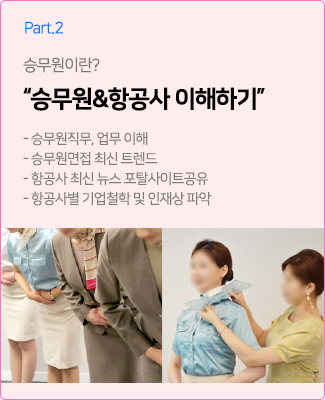 Part.2
승무원이란?
“승무원&항공사 이해하기”
- 승무원직무, 업무 이해
- 승무원면접 최신 트렌드
- 항공사 최신 뉴스 포탈사이트공유
- 항공사별 기업철학 및 인재상 파악